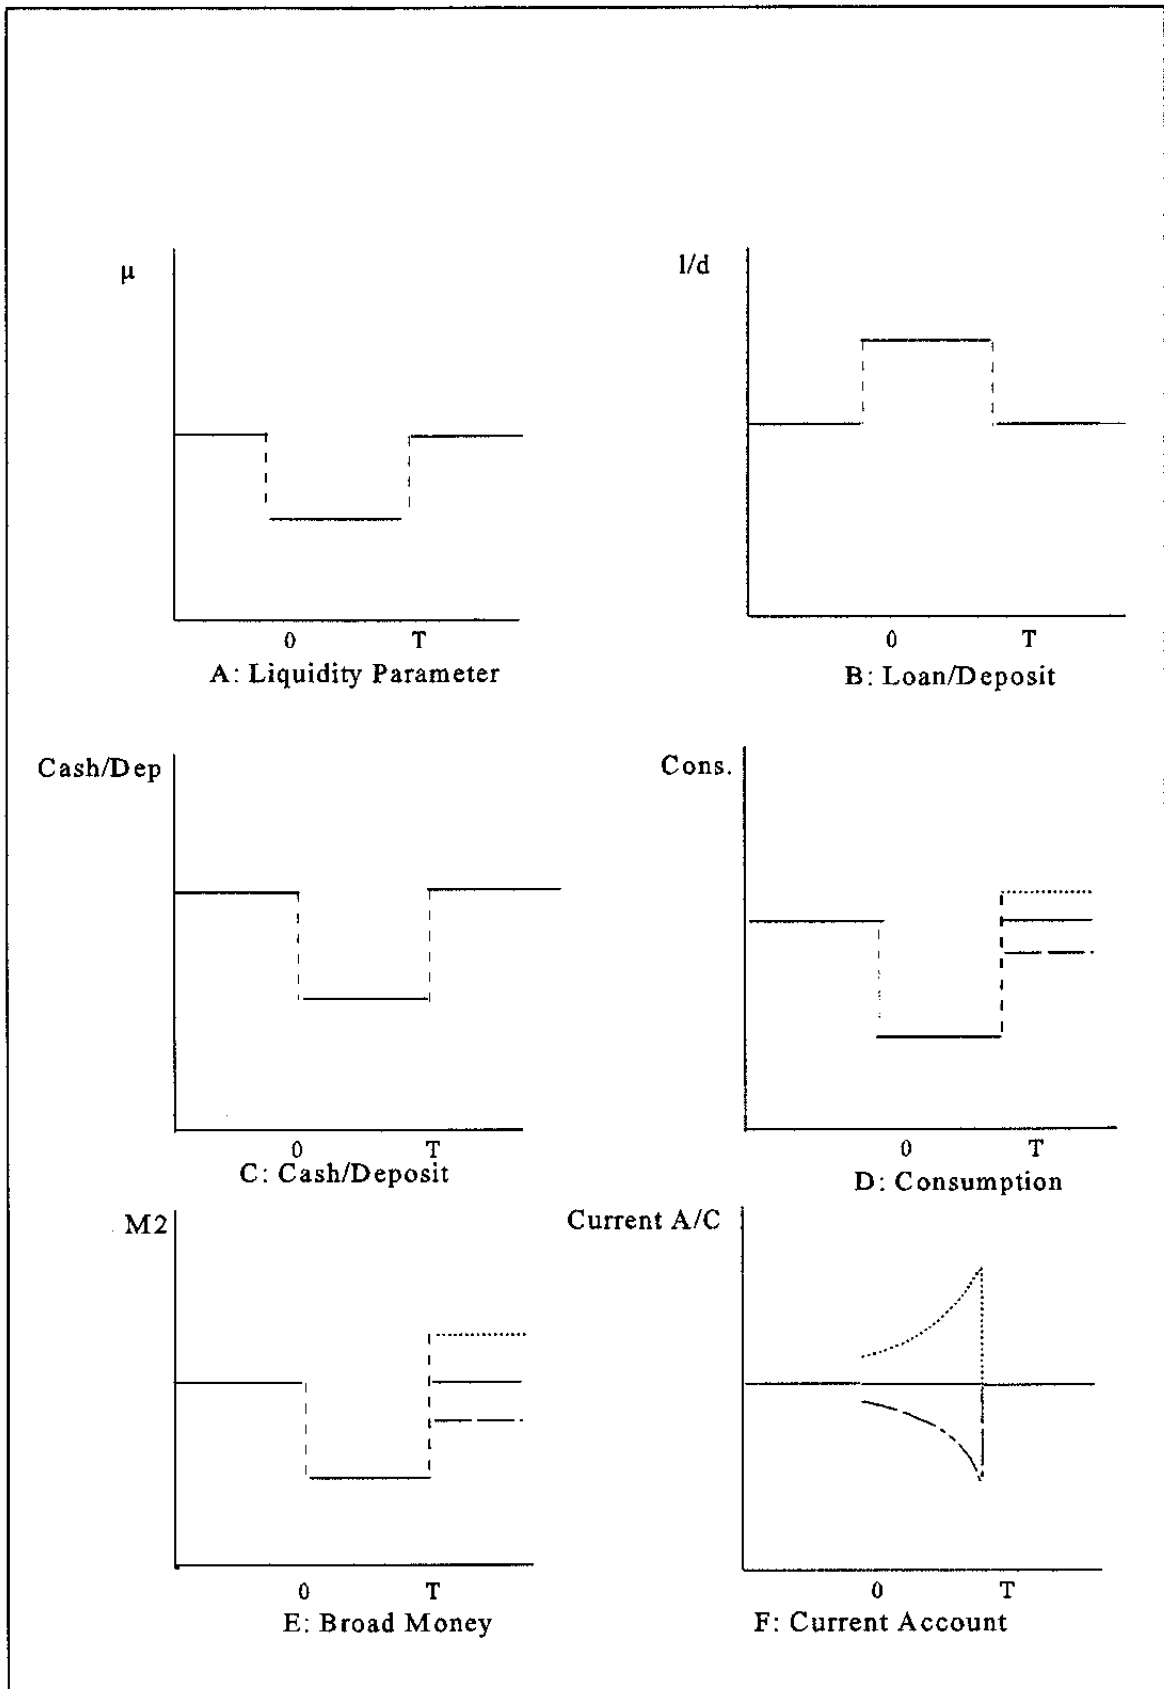 μ
l/d
0 T
0 T
A: Liquidity Parameter
B: Loan/Deposit
Cash/Dep
Cons.
0 T
0 T
C: Cash/Deposit
D: Consumption
M2
Current A/C
0 T
0 T
E: Broad Money
F: Current Account